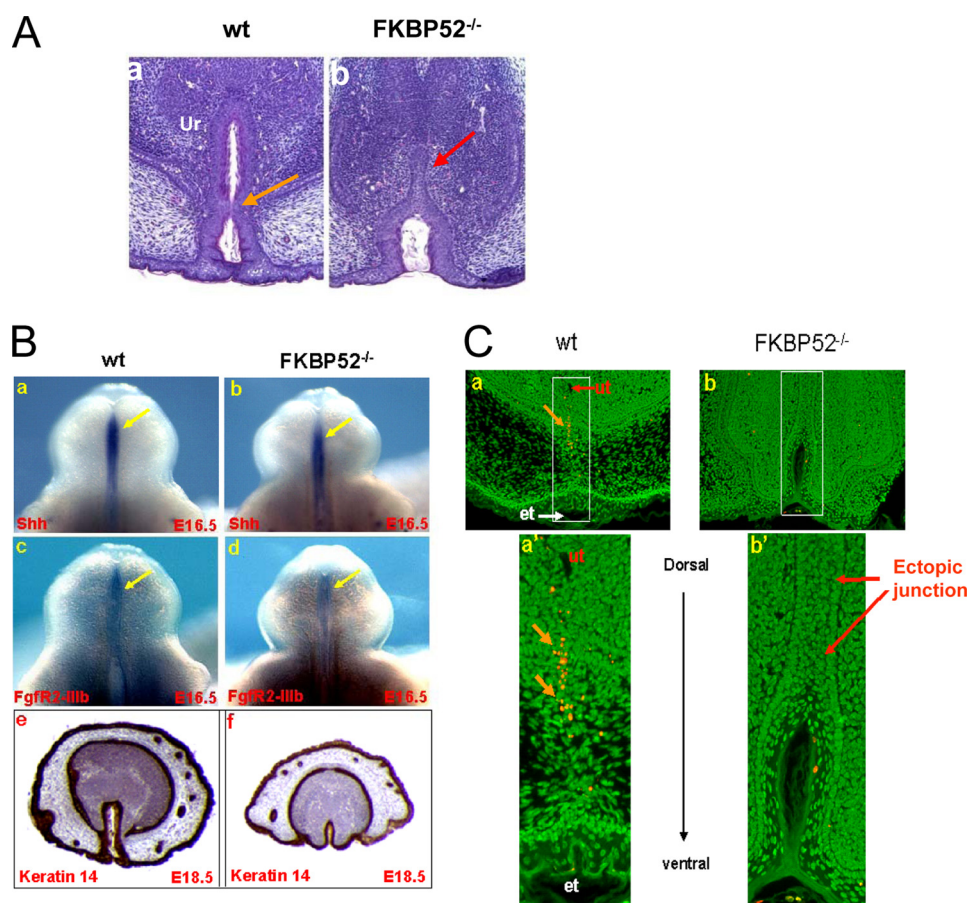 A
wt
FKBP52-/-
a
b
Ur
B
wt
FKBP52-/-
a
b
Shh
E16.5
Shh
E16.5
c
d
FgfR2-IIIb
E16.5
FgfR2-IIIb
E16.5
e
f
Keratin 14
E18.5
Keratin 14
E18.5
C
wt
FKBP52-/-
a
b
ut
et
a'
b'
ut
Dorsal
Ectopic
junction
ventral
et